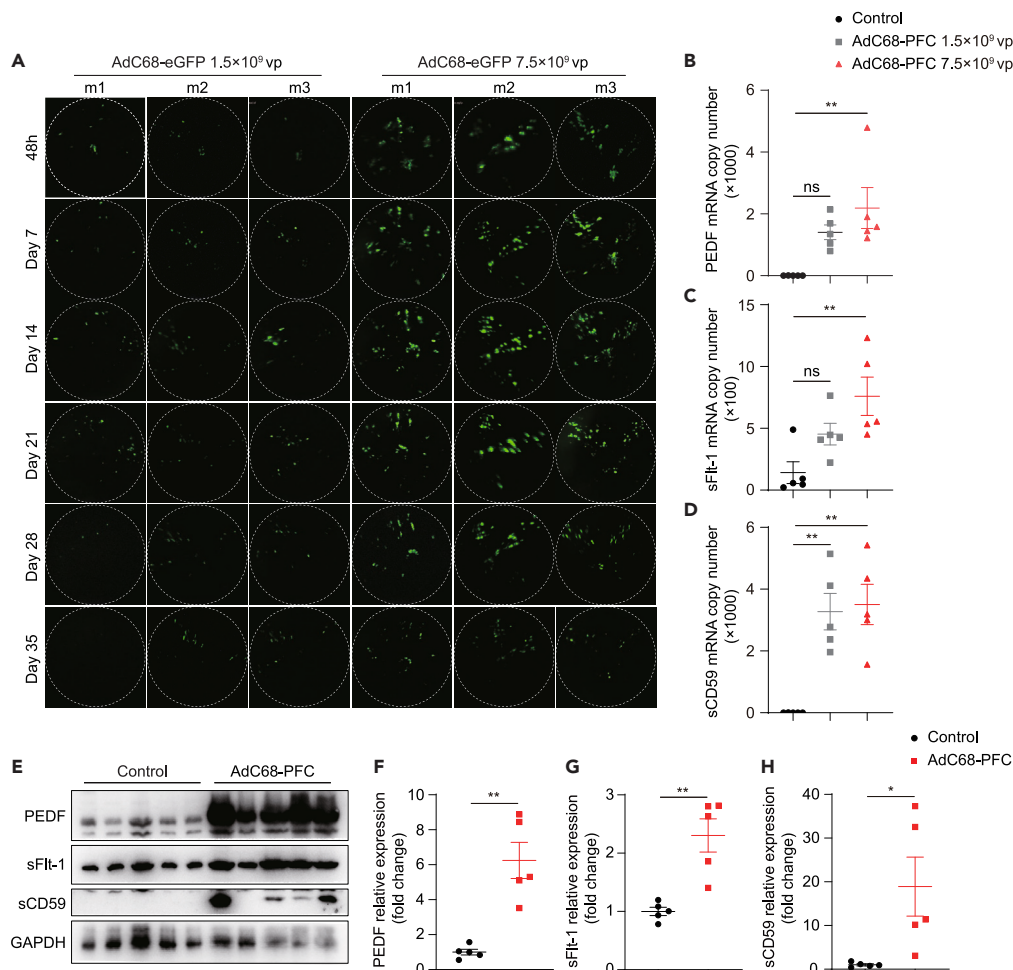 Control
AdC68-PFC 1.5×10⁹ vp
AdC68-PFC 7.5×10⁹ vp
A
AdC68-eGFP 1.5×10⁹ vp
AdC68-eGFP 7.5×10⁹ vp
m1 m2 m3 m1 m2 m3
48h
Day 7
Day 14
Day 21
Day 28
Day 35
B
PEDF mRNA copy number
(×1000)
6
4
2
0
**
ns
C
sFlt-1 mRNA copy number
(×100)
15
10
5
0
**
ns
D
sCD59 mRNA copy number
(×1000)
6
4
2
0
**
**
E
Control
AdC68-PFC
PEDF
sFlt-1
sCD59
GAPDH
F
PEDF relative expression
(fold change)
10
8
6
4
2
0
**
G
sFlt-1 relative expression
(fold change)
3
2
1
0
**
Control
AdC68-PFC
H
sCD59 relative expression
(fold change)
40
30
20
10
0
*